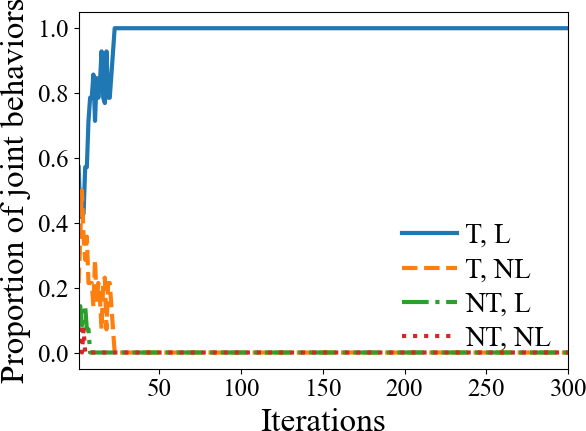 Proportion of joint behaviors
1.0
0.8
0.6
0.4
0.2
0.0
T, L
T, NL
NT, L
NT, NL
50 100 150 200 250 300
Iterations